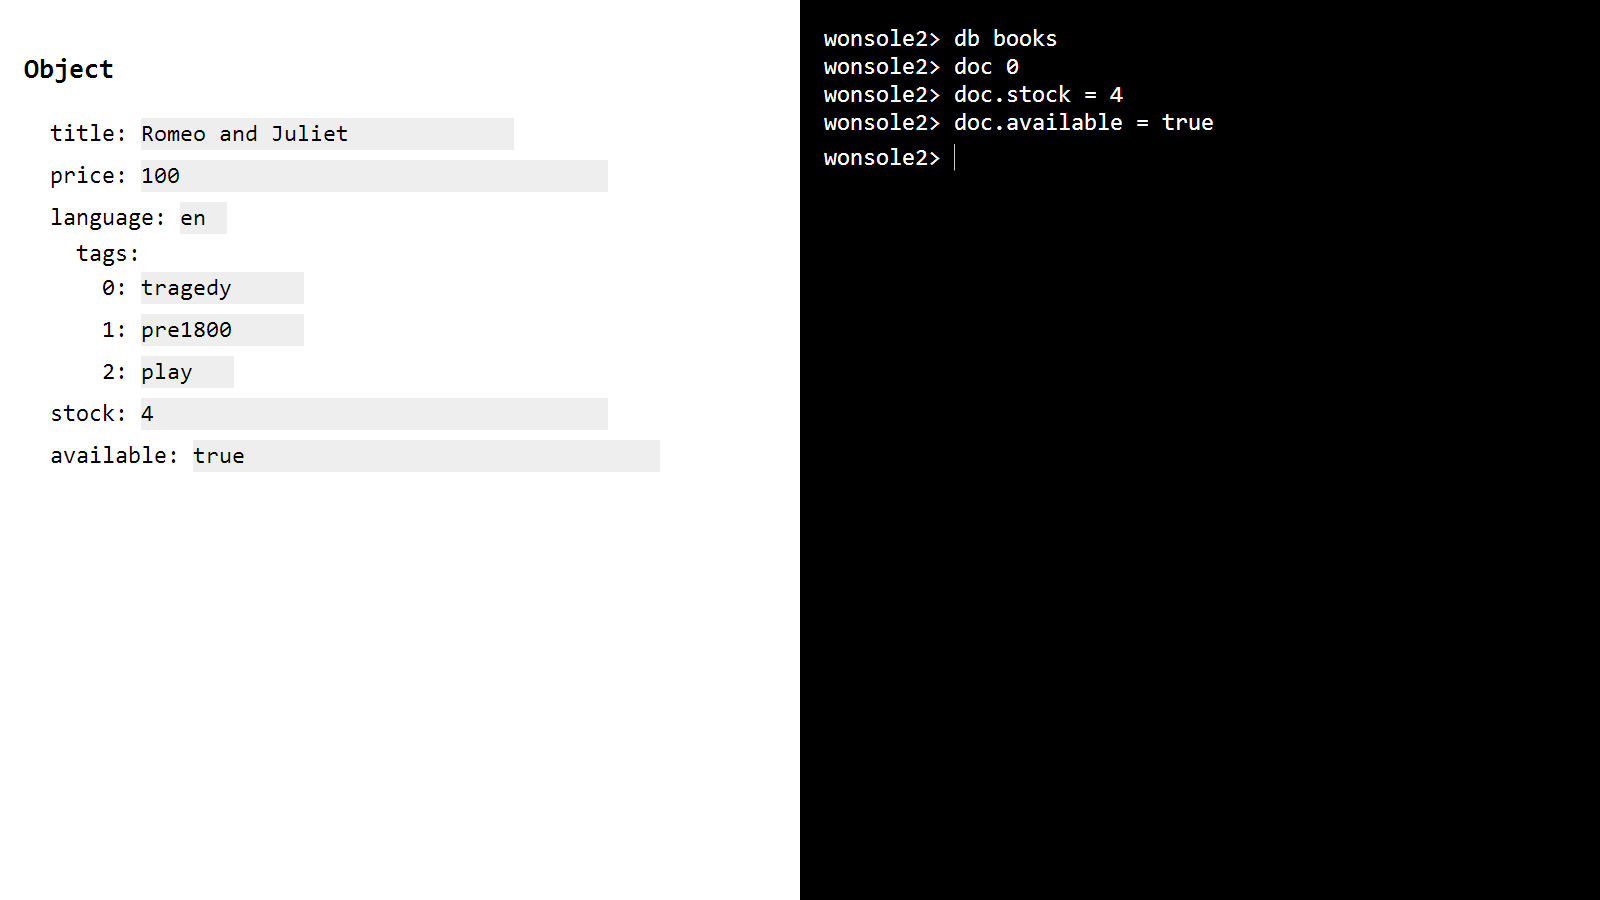 Object
title: Romeo and Juliet
price: 100
language: en
tags:
0: tragedy
1: pre1800
2: play
stock: 4
available: true
wonsole2> db books
wonsole2> doc 0
wonsole2> doc.stock = 4
wonsole2> doc.available = true
wonsole2>